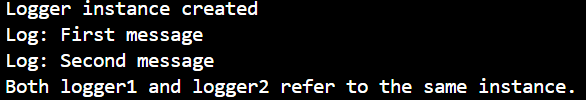 Logger instance created
Log: First message
Log: Second message
Both logger1 and logger2 refer to the same instance.